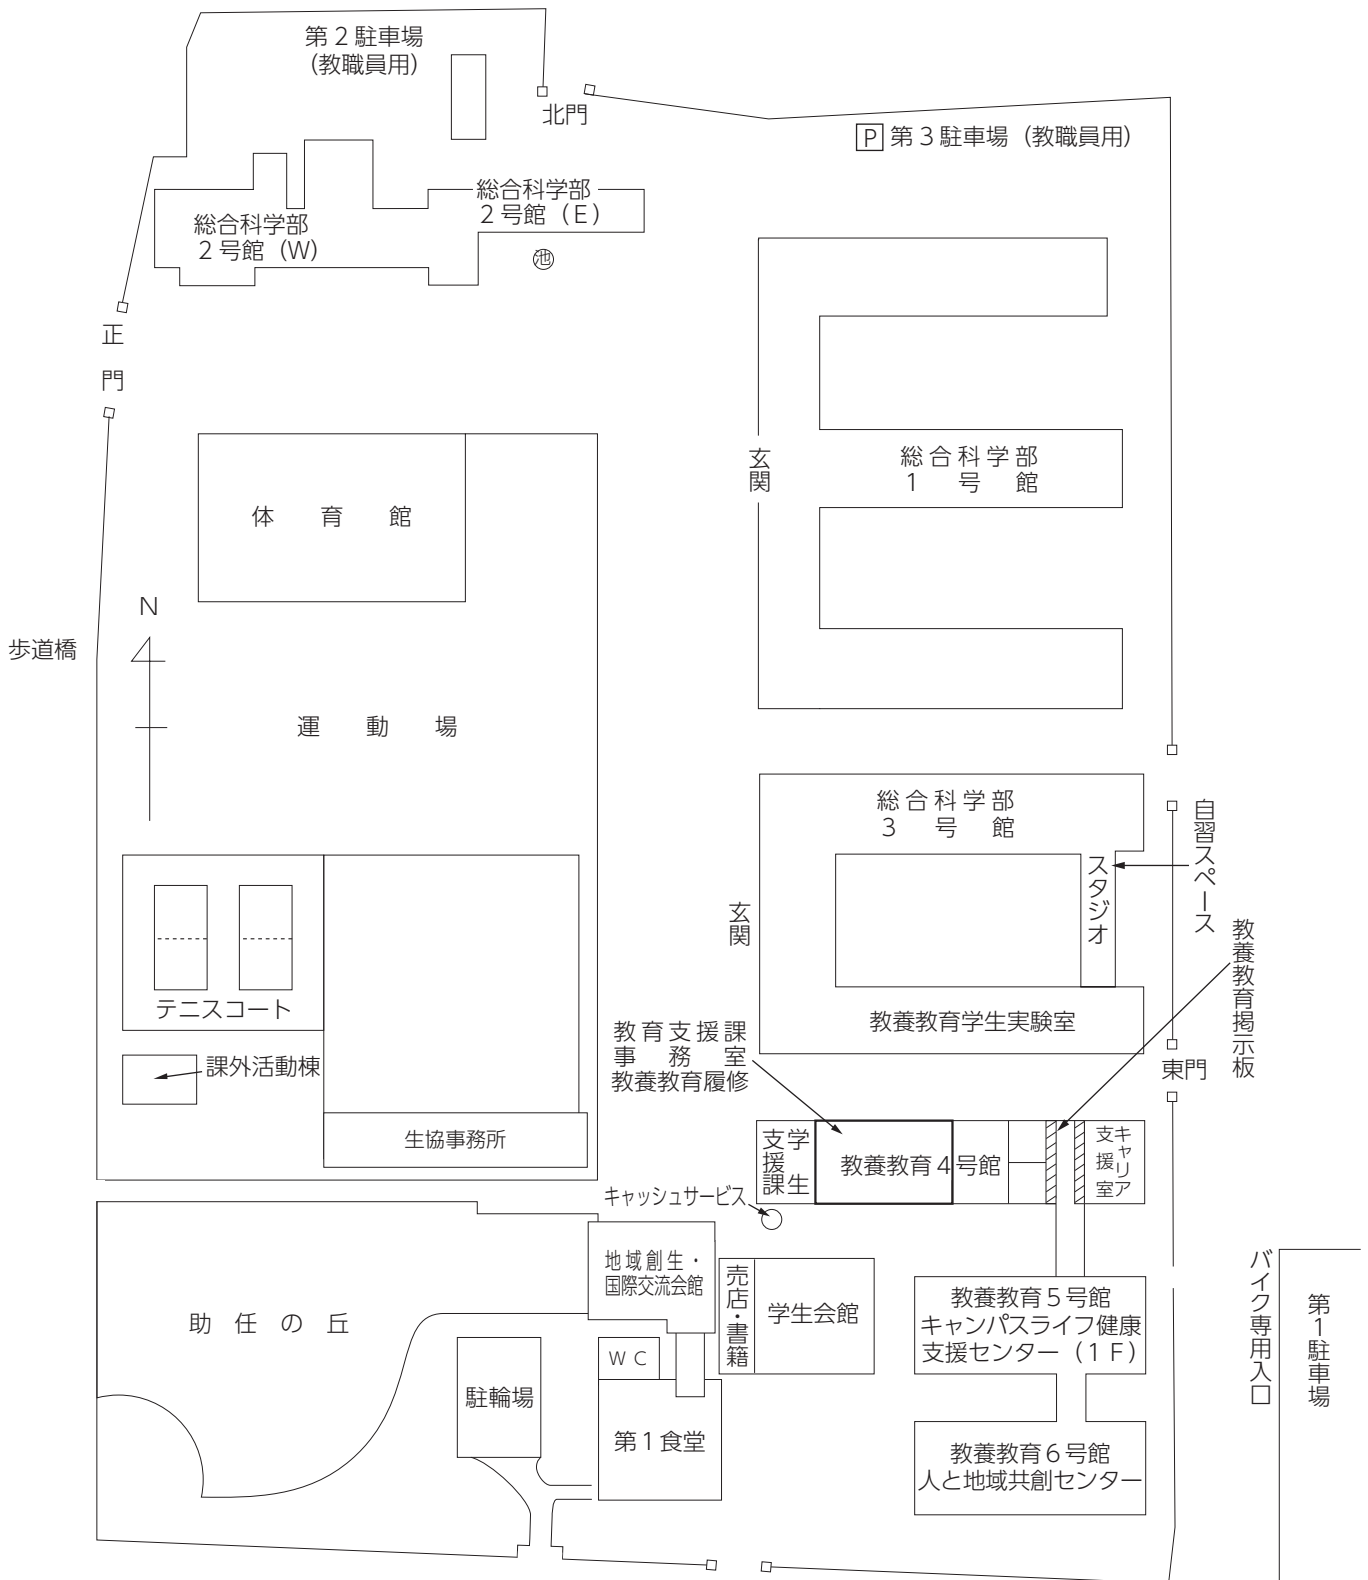 第２駐車場
（教職員用）
北門
P 第３駐車場（教職員用）
総合科学部
２号館（Ｅ）
総合科学部
２号館（W）
池
正門
玄関
総合科学部
１号館
体育館
N
歩道橋
運動場
総合科学部
３号館
自習スペース
スタジオ
玄関
教養教育掲示板
テニスコート
教養教育学生実験室
教育支援課
事務室
教養教育履修
課外活動棟
東門
生協事務所
学生
支援課
教養教育４号館
キャリア
支援室
キャッシュサービス
地域創生・
国際交流会館
売店・書籍
学生会館
教養教育５号館
キャンパスライフ健康
支援センター（１Ｆ）
バイク専用入口
第1駐車場
助任の丘
ＷＣ
駐輪場
第１食堂
教養教育６号館
人と地域共創センター